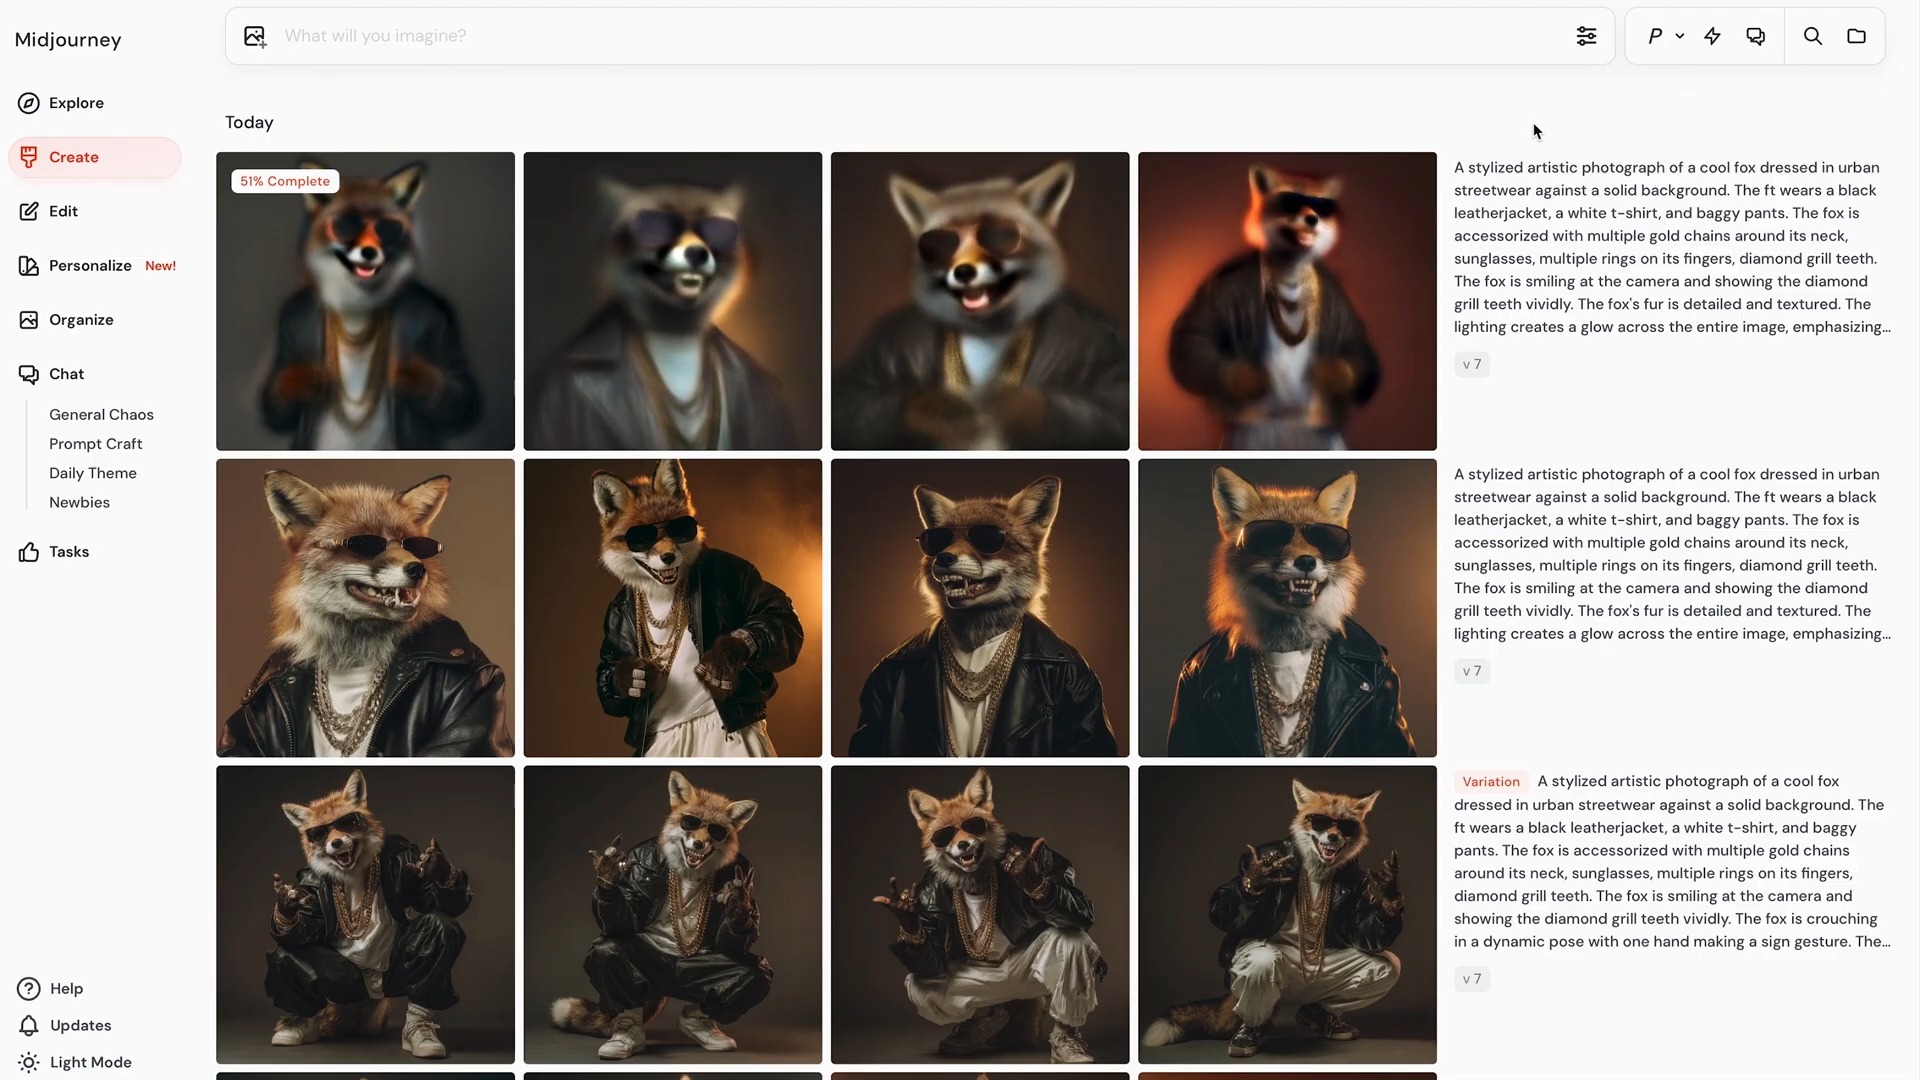 Midjourney
What will you imagine?
P
Explore
Create
Edit
Personalize New!
Organize
Chat
General Chaos
Prompt Craft
Daily Theme
Newbies
Tasks
Help
Updates
Light Mode
Today
51% Complete
A stylized artistic photograph of a cool fox dressed in urban
streetwear against a solid background. The ft wears a black
leatherjacket, a white t-shirt, and baggy pants. The fox is
accessorized with multiple gold chains around its neck,
sunglasses, multiple rings on its fingers, diamond grill teeth.
The fox is smiling at the camera and showing the diamond
grill teeth vividly. The fox's fur is detailed and textured. The
lighting creates a glow across the entire image, emphasizing...
v 7
A stylized artistic photograph of a cool fox dressed in urban
streetwear against a solid background. The ft wears a black
leatherjacket, a white t-shirt, and baggy pants. The fox is
accessorized with multiple gold chains around its neck,
sunglasses, multiple rings on its fingers, diamond grill teeth.
The fox is smiling at the camera and showing the diamond
grill teeth vividly. The fox's fur is detailed and textured. The
lighting creates a glow across the entire image, emphasizing...
v 7
Variation A stylized artistic photograph of a cool fox
dressed in urban streetwear against a solid background. The
ft wears a black leatherjacket, a white t-shirt, and baggy
pants. The fox is accessorized with multiple gold chains
around its neck, sunglasses, multiple rings on its fingers,
diamond grill teeth. The fox is smiling at the camera and
showing the diamond grill teeth vividly. The fox is crouching
in a dynamic pose with one hand making a sign gesture. The...
v 7